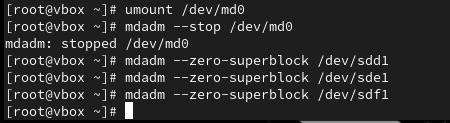 [root@vbox ~]# umount /dev/md0
[root@vbox ~]# mdadm --stop /dev/md0
mdadm: stopped /dev/md0
[root@vbox ~]# mdadm --zero-superblock /dev/sdd1
[root@vbox ~]# mdadm --zero-superblock /dev/sde1
[root@vbox ~]# mdadm --zero-superblock /dev/sdf1
[root@vbox ~]#